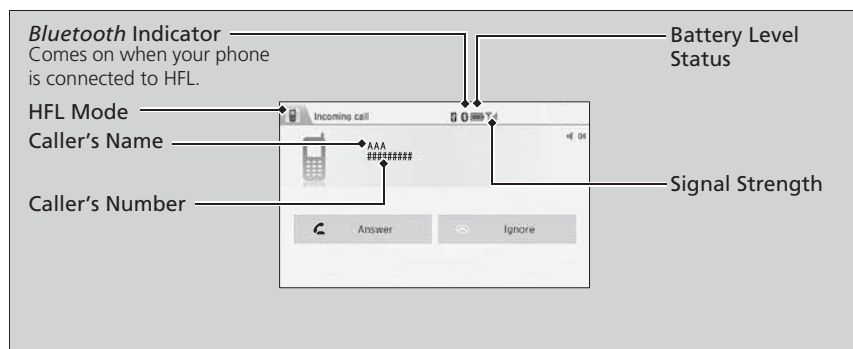 Bluetooth Indicator
Comes on when your phone
is connected to HFL.
Battery Level
Status
HFL Mode
Incoming call
Caller's Name
AAA
#########
04
Signal Strength
Caller's Number
Answer
Ignore